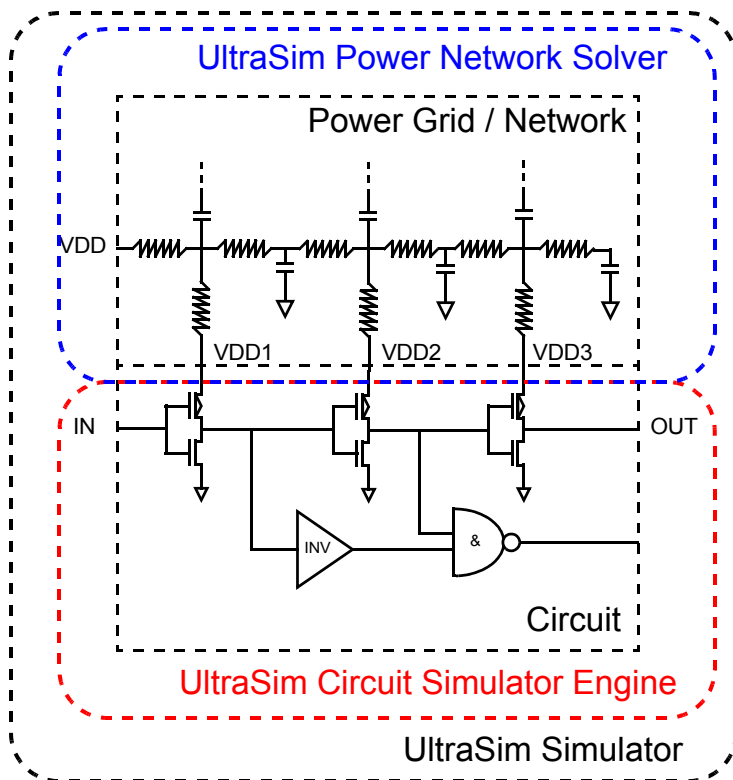 UltraSim Power Network Solver
Power Grid / Network
VDD
VDD1
VDD2
VDD3
IN
OUT
INV
&
Circuit
UltraSim Circuit Simulator Engine
UltraSim Simulator